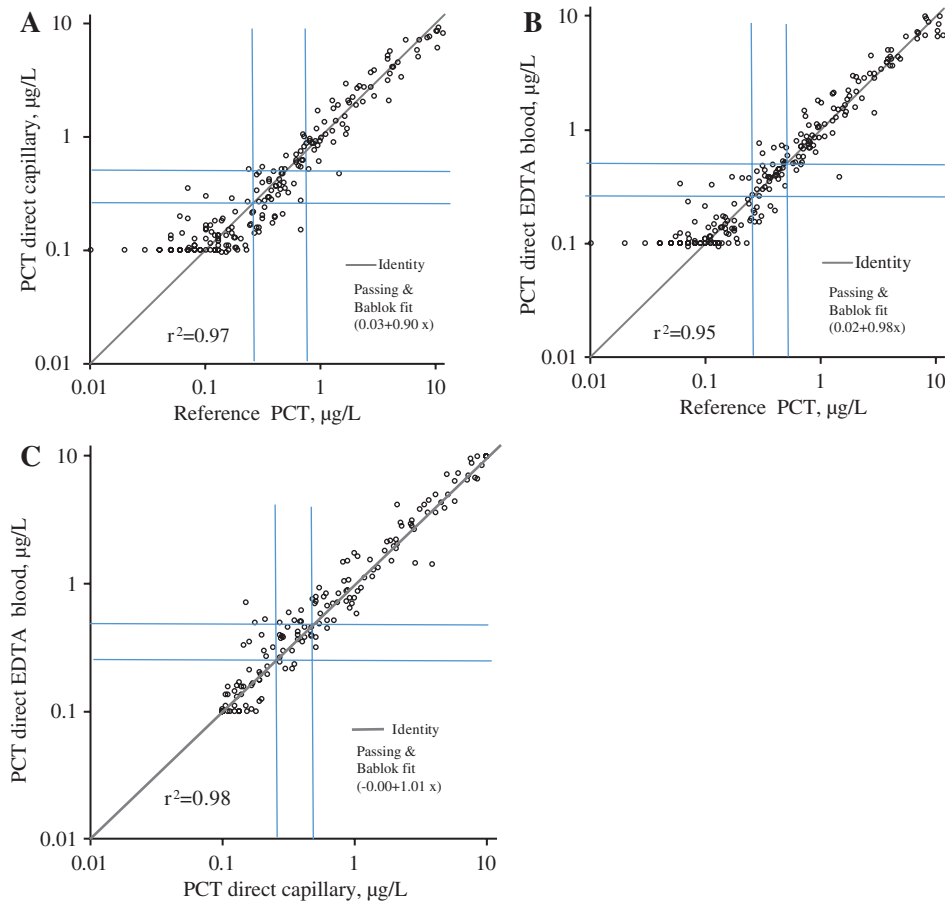 A
PCT direct capillary, µg/L
10
1
0.1
0.01
Identity
Passing &
Bablok fit
(0.03+0.90 x)
r²=0.97
0.01 0.1 1 10
Reference PCT, µg/L
B
PCT direct EDTA blood, µg/L
10
1
0.1
0.01
Identity
Passing &
Bablok fit
(0.02+0.98x)
r²=0.95
0.01 0.1 1 10
Reference PCT, µg/L
C
PCT direct EDTA blood, µg/L
10
1
0.1
0.01
Identity
Passing &
Bablok fit
(-0.00+1.01 x)
r²=0.98
0.01 0.1 1 10
PCT direct capillary, µg/L